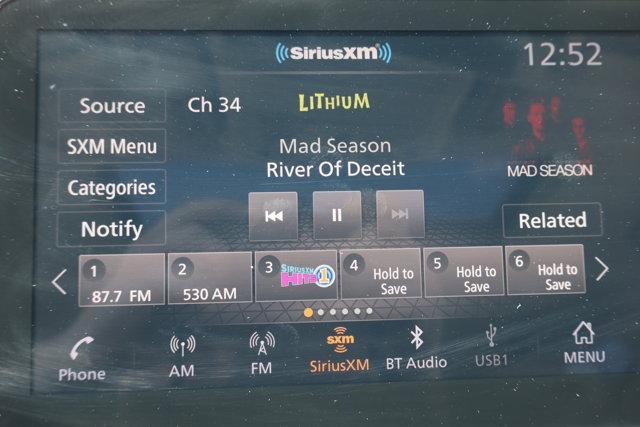 SiriusXM
12:52
Source
Ch 34
LITHIUM
SXM Menu
Mad Season
River Of Deceit
MAD SEASON
Categories
Notify
Related
1
87.7 FM
2
530 AM
3
SIRIUSXM
HITS 1
4
Hold to
Save
5
Hold to
Save
6
Hold to
Save
Phone
AM
FM
sxm
SiriusXM
BT Audio
USB1
MENU